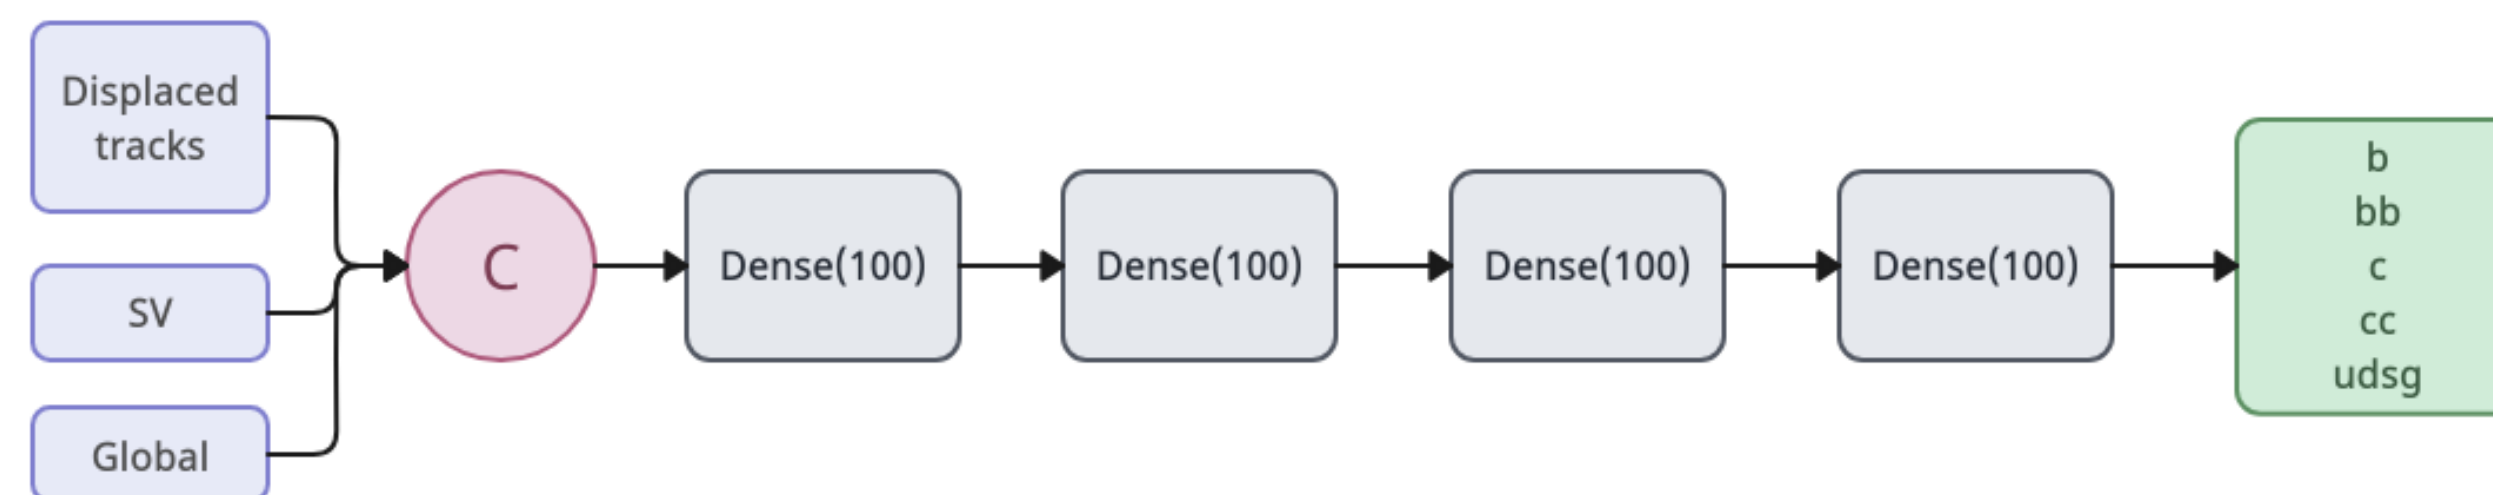 Displaced
tracks
SV
Global
C
Dense(100)
Dense(100)
Dense(100)
Dense(100)
b
bb
c
cc
udsg